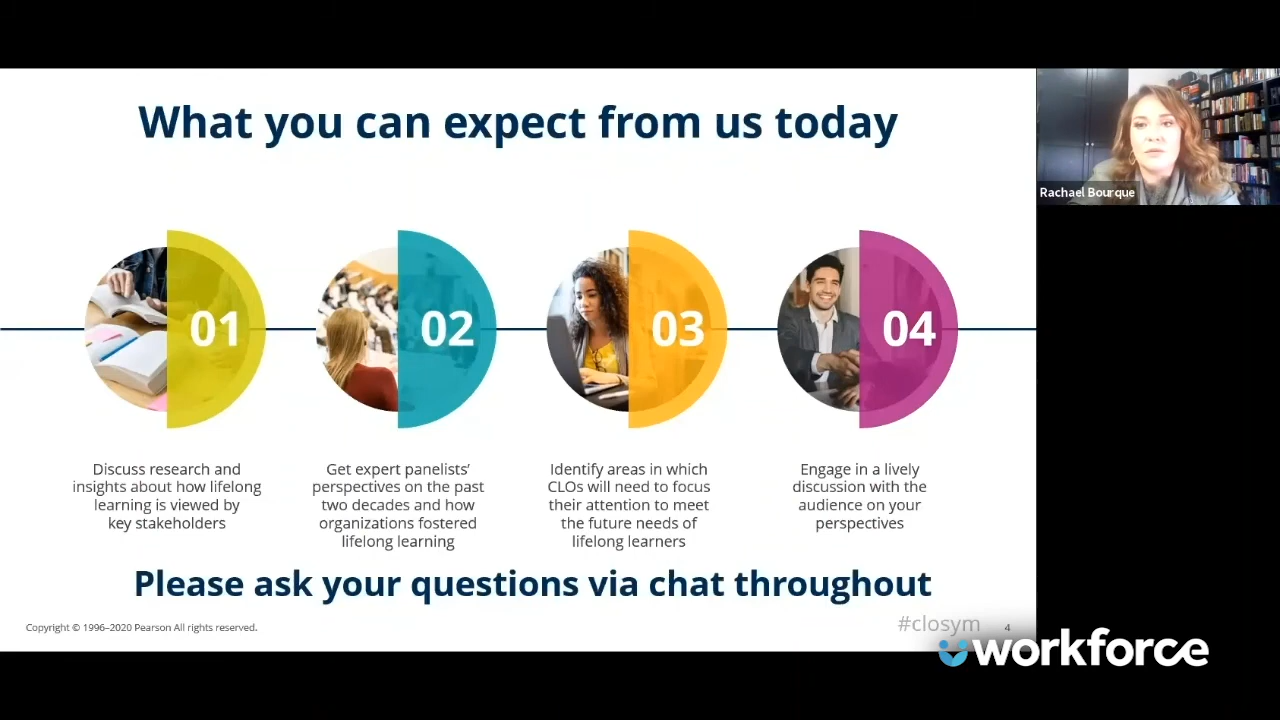 What you can expect from us today
Rachael Bourque
01
02
03
04
Discuss research and
insights about how lifelong
learning is viewed by
key stakeholders
Get expert panelists'
perspectives on the past
two decades and how
organizations fostered
lifelong learning
Identify areas in which
CLOs will need to focus
their attention to meet
the future needs of
lifelong learners
Engage in a lively
discussion with the
audience on your
perspectives
Please ask your questions via chat throughout
Copyright © 1996–2020 Pearson All rights reserved.
#closym
4
workforce